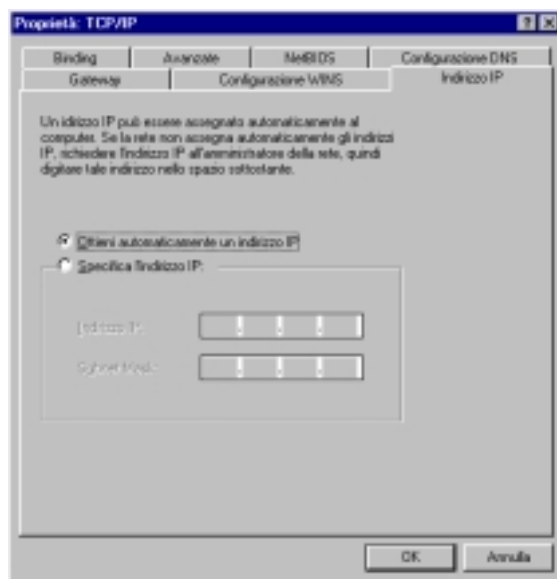 Proprietà: TCP/IP
Binding Avanzate NetBIOS Configurazione DNS
Gateway Configurazione WINS Indirizzo IP
Un idirizzo IP può essere assegnato automaticamente al
computer. Se la rete non assegna automaticamente gli indirizzi
IP, richiedere l'indirizzo IP all'amministratore della rete, quindi
digitare tale indirizzo nello spazio sottostante.
Ottieni automaticamente un indirizzo IP
Specifica l'indirizzo IP:
Indirizzo IP:
Subnet Mask:
OK Annulla